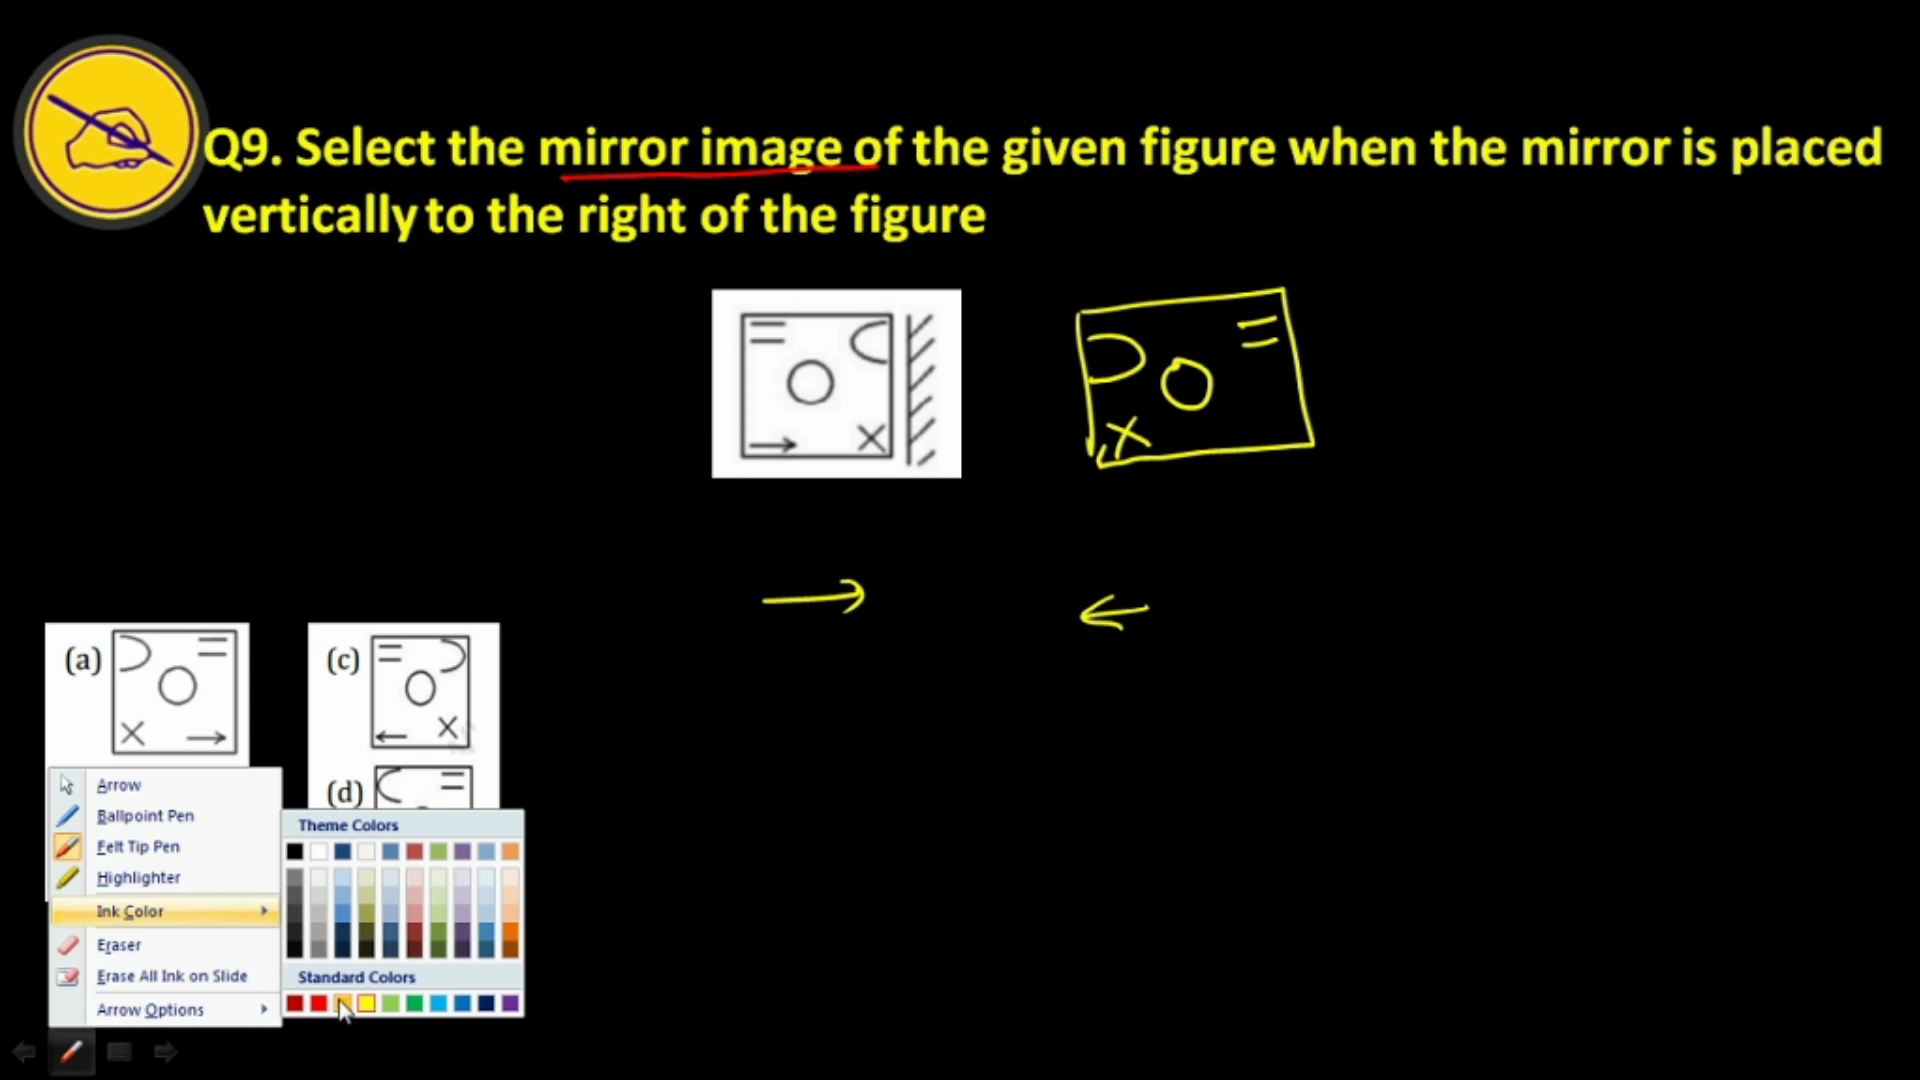 Q9. Select the mirror image of the given figure when the mirror is placed
vertically to the right of the figure
(a)
(c)
(d)
Arrow
Ballpoint Pen
Felt Tip Pen
Highlighter
Ink Color
Eraser
Erase All Ink on Slide
Arrow Options
Theme Colors
Standard Colors